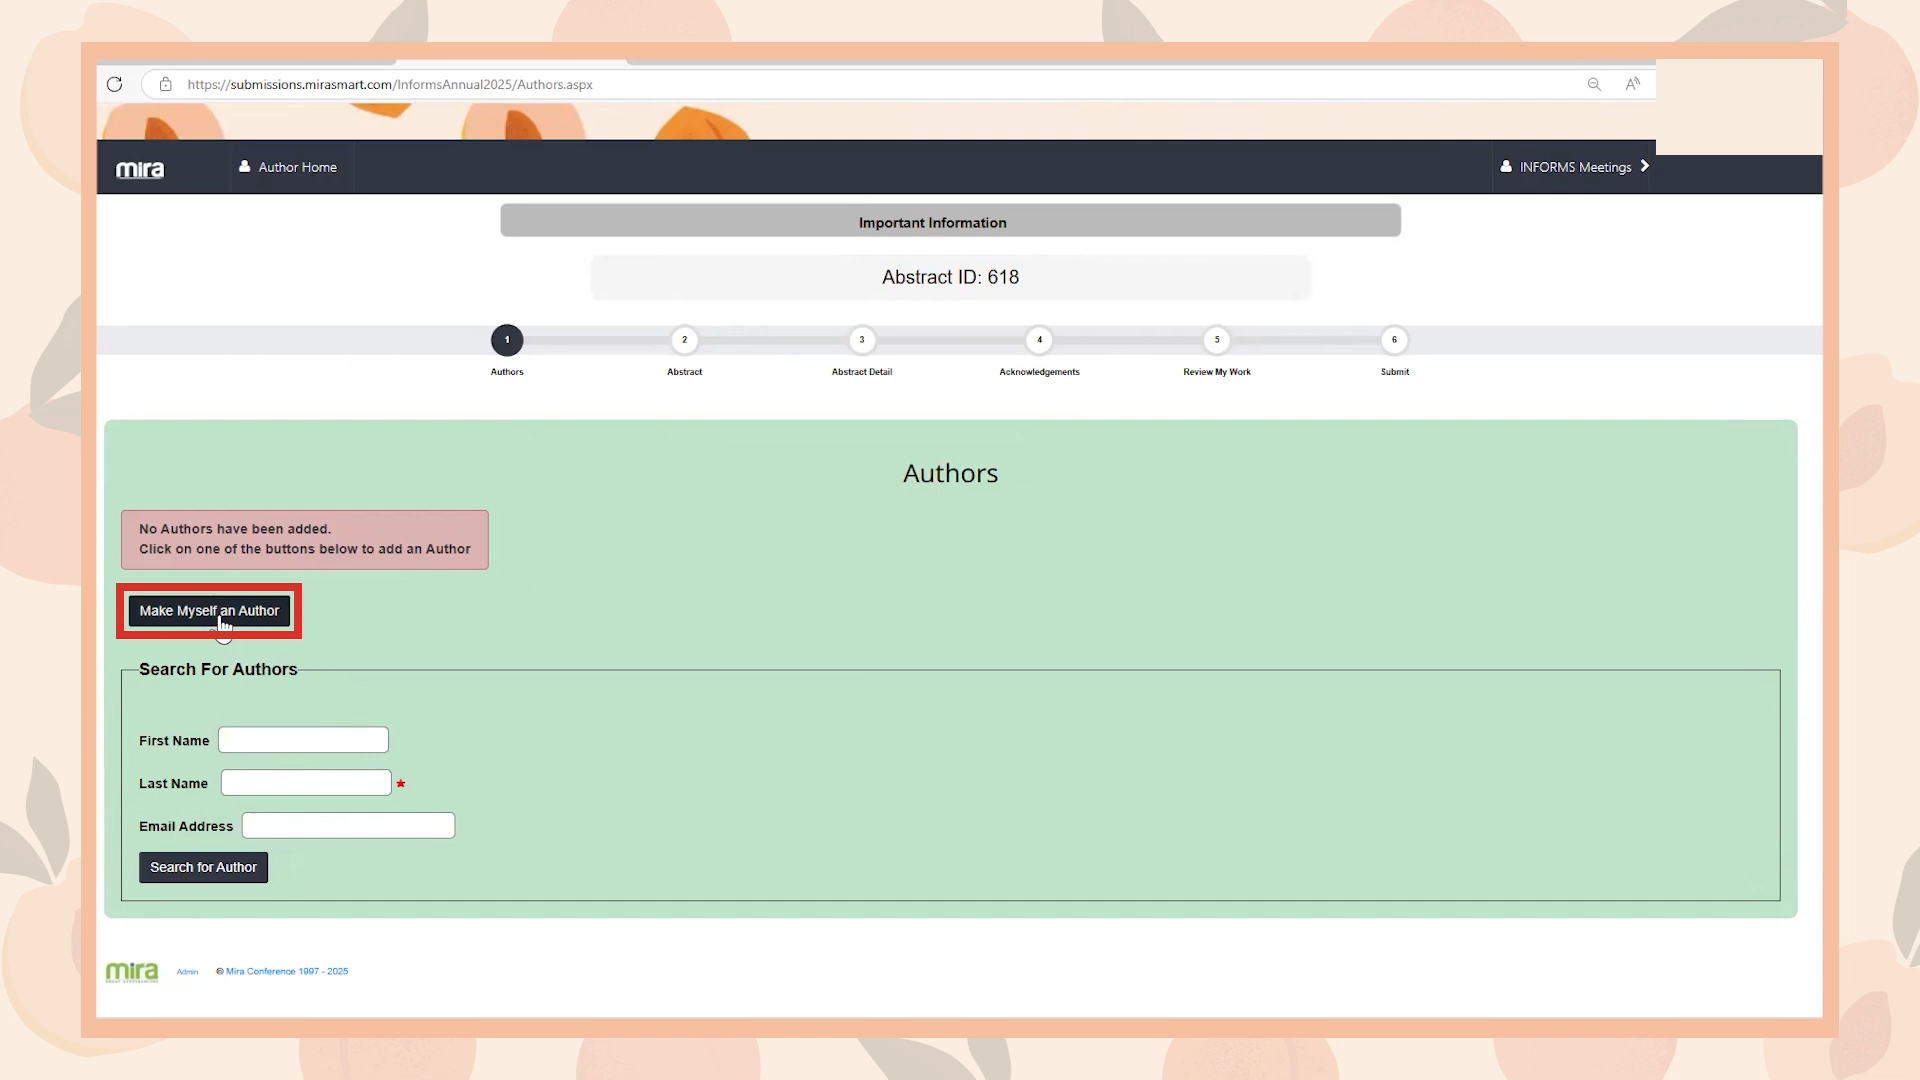 https://submissions.mirasmart.com/InformsAnnual2025/Authors.aspx
mira
Author Home
INFORMS Meetings
Important Information
Abstract ID: 618
1
2
3
4
5
6
Authors
Abstract
Abstract Detail
Acknowledgements
Review My Work
Submit
Authors
No Authors have been added.
Click on one of the buttons below to add an Author
Make Myself an Author
Search For Authors
First Name
Last Name *
Email Address
Search for Author
mira
Admin
© Mira Conference 1997 - 2025